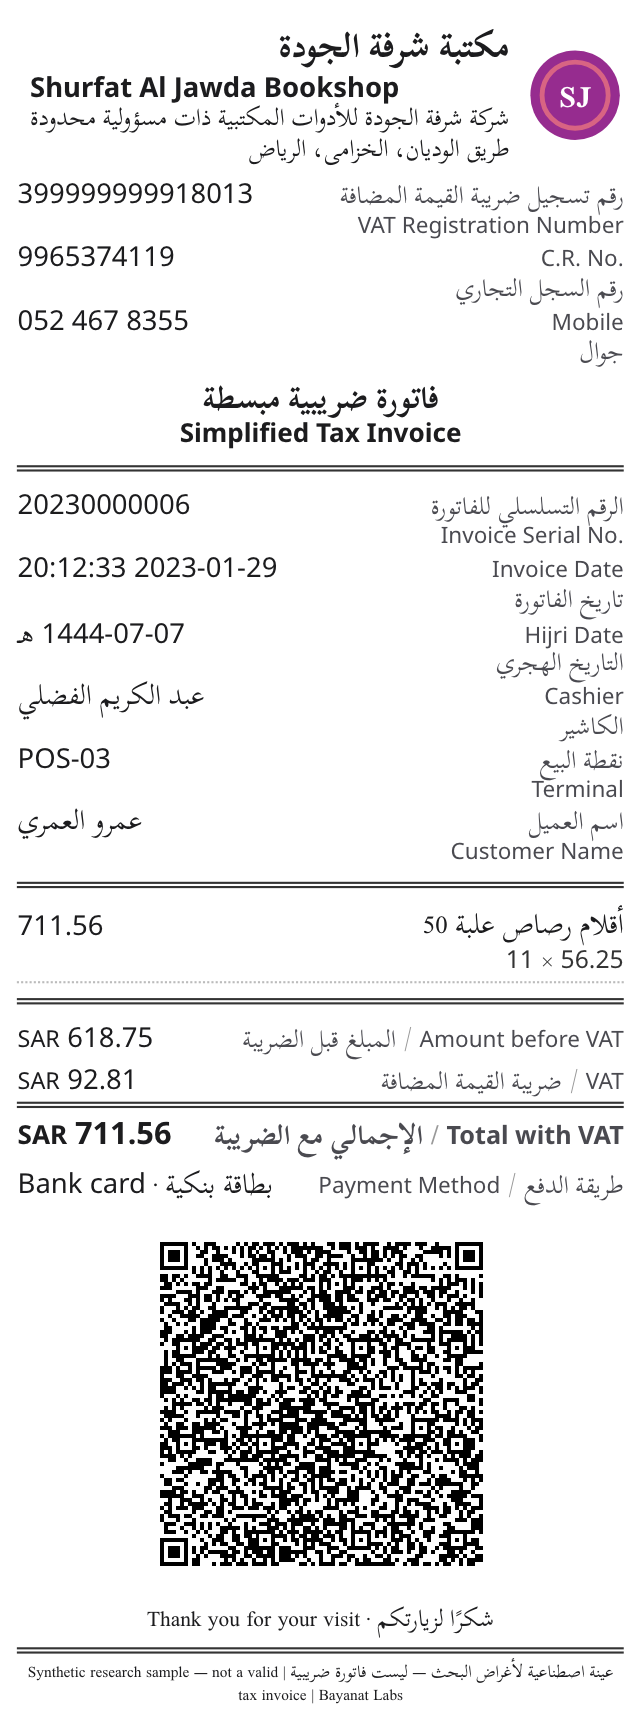 مكتبة شرفة الجودة
Shurfat Al Jawda Bookshop
شركة شرفة الجودة للأدوات المكتبية ذات مسؤولية محدودة
طريق الوديان، الخزامى، الرياض
SJ
رقم تسجيل ضريبة القيمة المضافة 399999999918013
VAT Registration Number
C.R. No. 9965374119
رقم السجل التجاري
Mobile 052 467 8355
جوال
فاتورة ضريبية مبسطة
Simplified Tax Invoice
الرقم التسلسلي للفاتورة 20230000006
Invoice Serial No.
Invoice Date 20:12:33 2023-01-29
تاريخ الفاتورة
Hijri Date 1444-07-07 هـ
التاريخ الهجري
Cashier عبد الكريم الفضلي
الكاشير
نقطة البيع POS-03
Terminal
اسم العميل عمرو العمري
Customer Name
أقلام رصاص علبة 50 711.56
11 × 56.25
Amount before VAT / المبلغ قبل الضريبة SAR 618.75
VAT / ضريبة القيمة المضافة SAR 92.81
Total with VAT / الإجمالي مع الضريبة SAR 711.56
طريقة الدفع / Payment Method بطاقة بنكية · Bank card
شكرًا لزيارتكم · Thank you for your visit
عينة اصطناعية لأغراض البحث — ليست فاتورة ضريبية | Synthetic research sample — not a valid
tax invoice | Bayanat Labs